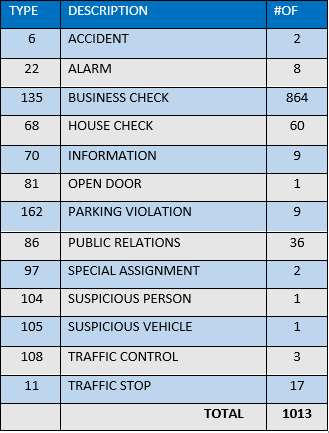 TYPE DESCRIPTION #OF
6 ACCIDENT 2
22 ALARM 8
135 BUSINESS CHECK 864
68 HOUSE CHECK 60
70 INFORMATION 9
81 OPEN DOOR 1
162 PARKING VIOLATION 9
86 PUBLIC RELATIONS 36
97 SPECIAL ASSIGNMENT 2
104 SUSPICIOUS PERSON 1
105 SUSPICIOUS VEHICLE 1
108 TRAFFIC CONTROL 3
11 TRAFFIC STOP 17
TOTAL 1013